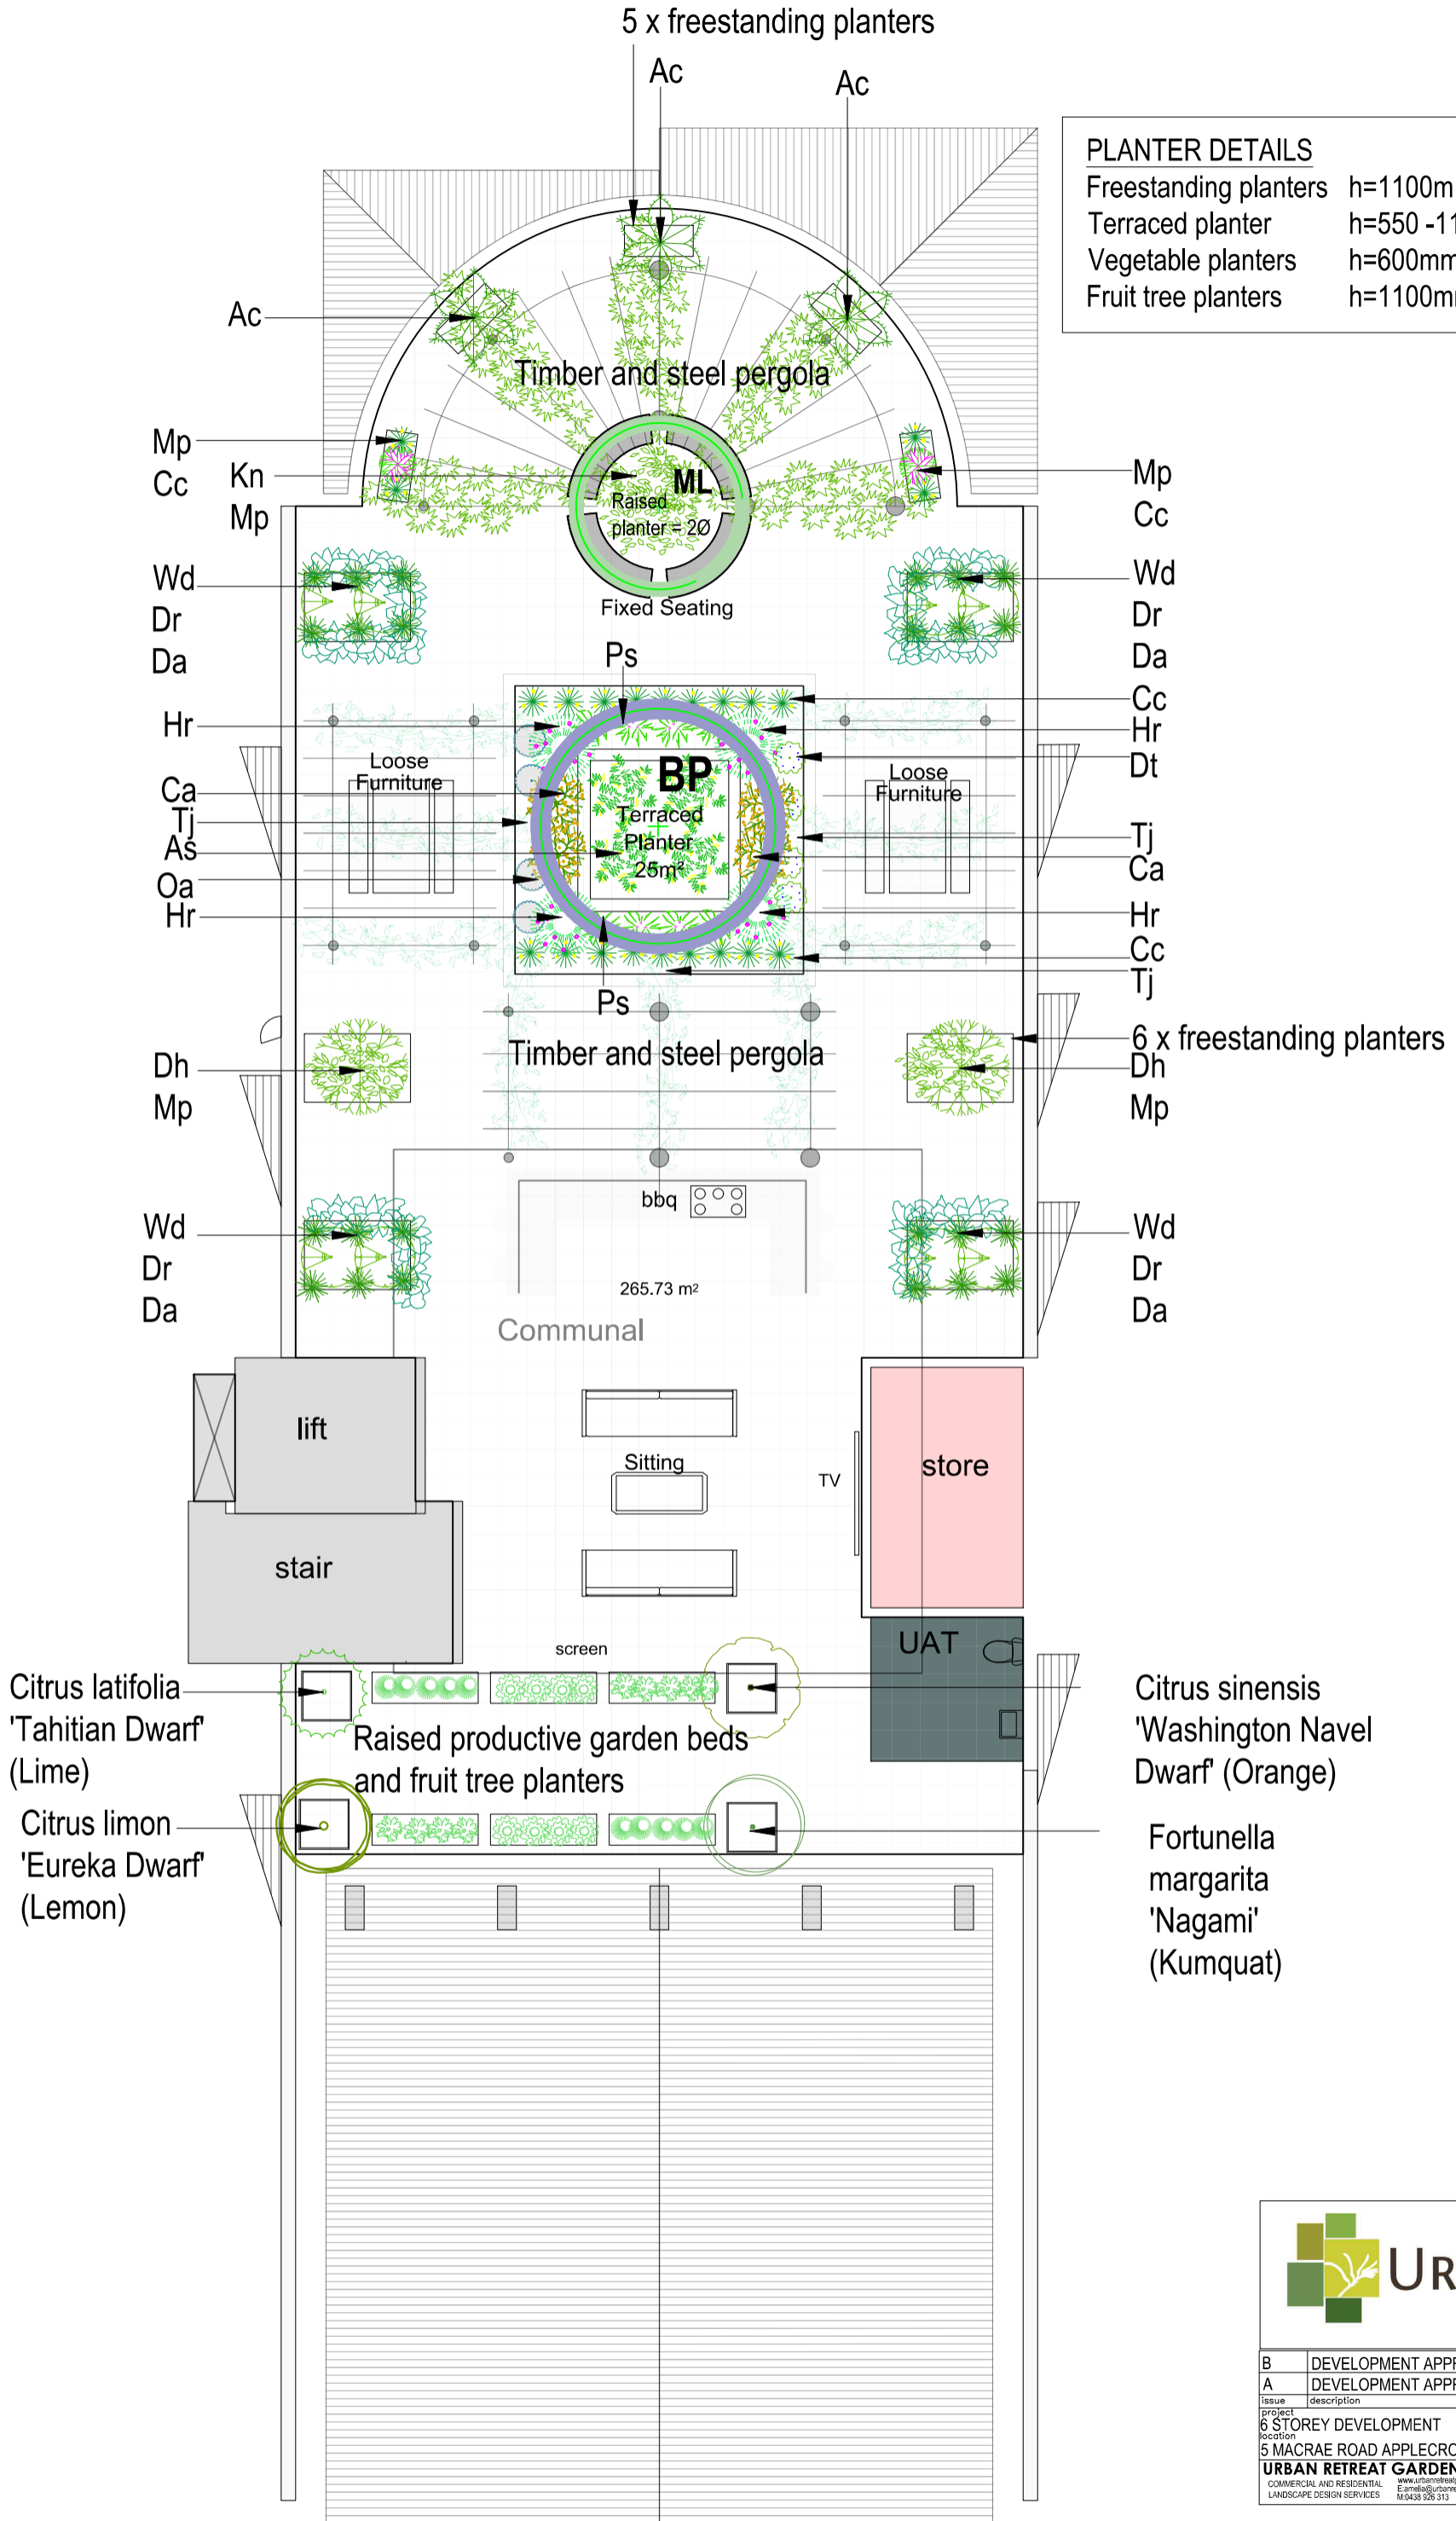 5 x freestanding planters
Ac
Ac
PLANTER DETAILS
Freestanding planters h=1100m
Terraced planter h=550 -11
Vegetable planters h=600mm
Fruit tree planters h=1100m
Ac
Timber and steel pergola
Mp
Cc
Kn
Mp
ML
Raised
planter = 2Ø
Mp
Cc
Fixed Seating
Wd
Dr
Da
Wd
Dr
Da
Ps
Cc
Hr
Hr
Dt
Loose
Furniture
BP
Loose
Furniture
Ca
Tj
As
Oa
Hr
Terraced
Planter
25m²
Tj
Ca
Hr
Cc
Tj
Ps
Timber and steel pergola
6 x freestanding planters
Dh
Mp
Dh
Mp
bbq
Wd
Dr
Da
Wd
Dr
Da
265.73 m²
Communal
lift
Sitting
TV
store
stair
screen
UAT
Citrus latifolia
'Tahitian Dwarf'
(Lime)
Raised productive garden beds
and fruit tree planters
Citrus sinensis
'Washington Navel
Dwarf' (Orange)
Citrus limon
'Eureka Dwarf'
(Lemon)
Fortunella
margarita
'Nagami'
(Kumquat)
UR
B DEVELOPMENT APP
A DEVELOPMENT APP
issue description
project
6 STOREY DEVELOPMENT
location
5 MACRAE ROAD APPLECRO
URBAN RETREAT GARDEN
COMMERCIAL AND RESIDENTIAL
LANDSCAPE DESIGN SERVICES
M:0438 926 313